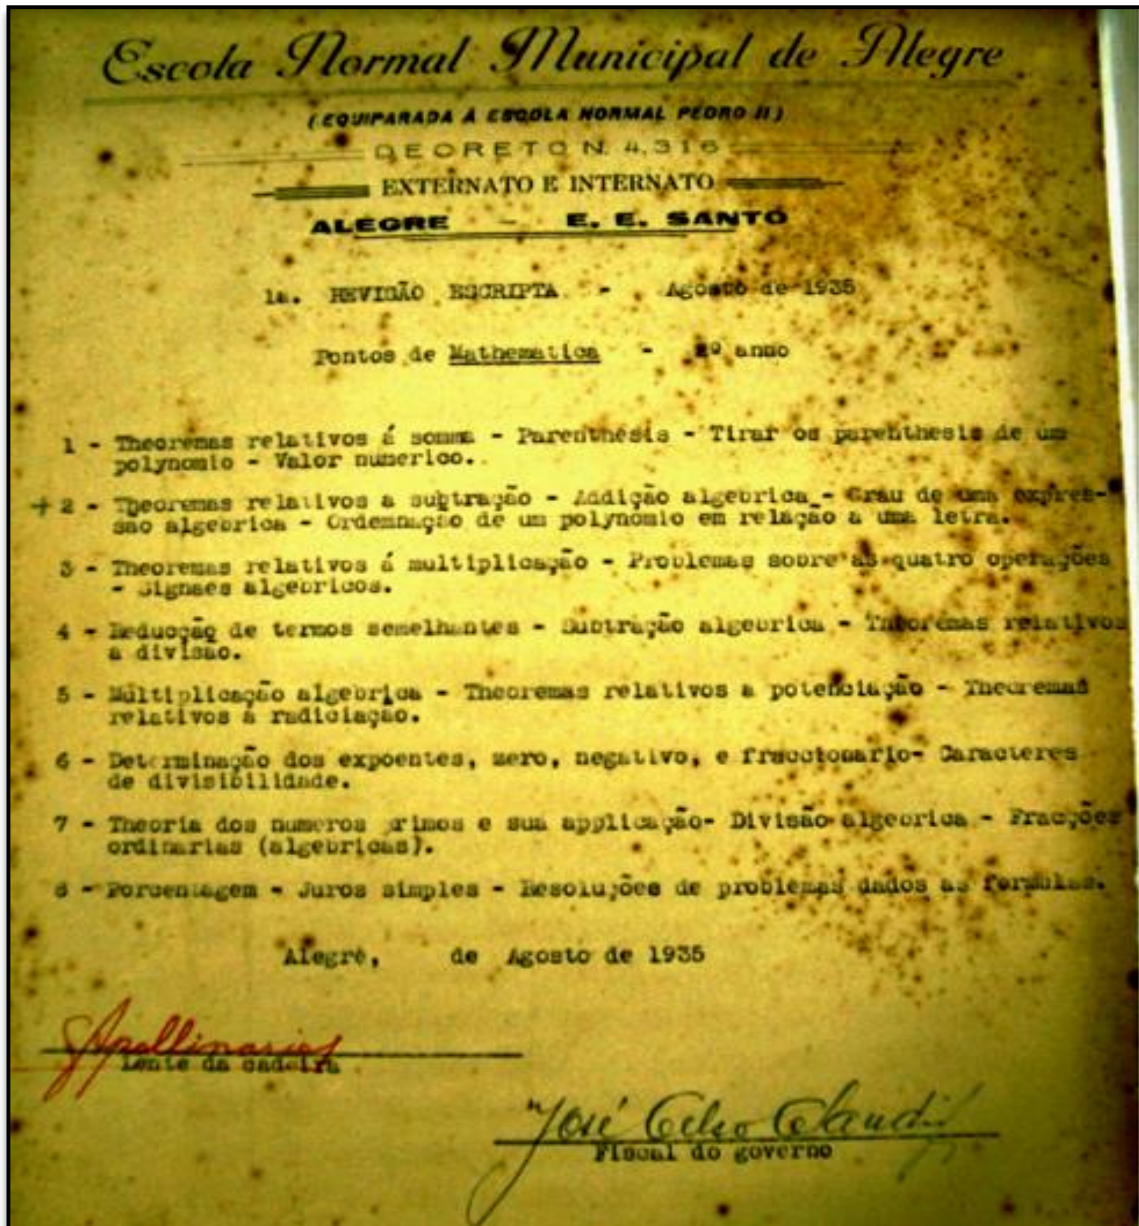 Escola Normal Municipal de Alegre
(EQUIPARADA Á ESCOLA NORMAL PEDRO II)
DECRETO N. 4,316
EXTERNATO E INTERNATO
ALEGRE - E. E. SANTO
1a. REVISÃO ESCRIPTA - Agosto de 1935
Pontos de Mathematica - 2º anno
1 - Theoremas relativos á somma - Parenthesis - Tirar os parenthesis de um
polynomio - Valor numerico.
+ 2 - Theoremas relativos a subtração - Addição algebrica - Grau de uma expres-
são algebrica - Ordemnação de um polynomio em relação a uma letra.
3 - Theoremas relativos á multiplicação - Problemas sobre as quatro operações
- Signaes algebricos.
4 - Reducção de termos semelhantes - Subtração algebrica - Theoremas relativos
a divisão.
5 - Multiplicação algebrica - Theoremas relativos a potenciação - Theoremas
relativos á radiciação.
6 - Determinação dos expoentes, zero, negativo, e fraccionario- Caracteres
de divisibilidade.
7 - Theoria dos numeros primos e sua applicação- Divisão algebrica - Fracções
ordinarias (algebricas).
8 - Porcentagem - Juros simples - Resoluções de problemas dados as formulas.
Alegre, de Agosto de 1935
Lente da cadeira
José Celso Claudio
Fiscal do governo